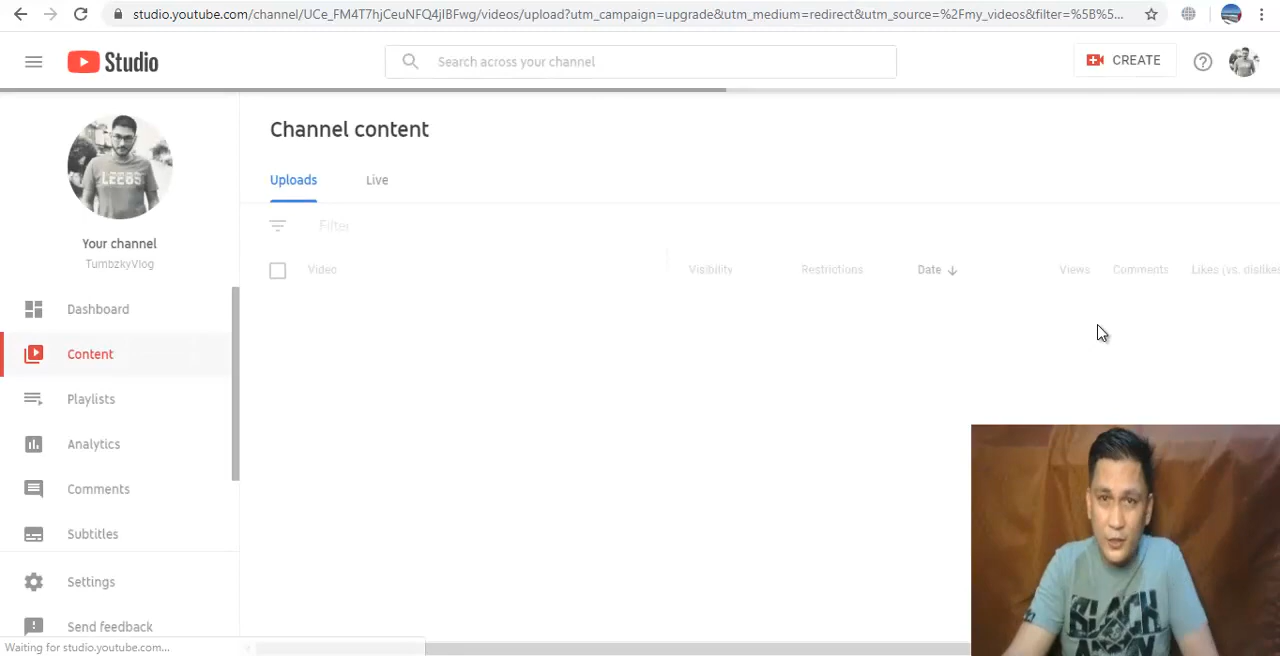 studio.youtube.com/channel/UCe_FM4T7hjCeuNFQ4jIBFwg/videos/upload?utm_campaign=upgrade&utm_medium=redirect&utm_source=%2Fmy_videos&filter=%5B%5...
Studio
Search across your channel
CREATE
Channel content
Uploads
Live
Filter
Video
Visibility
Restrictions
Date
Views
Comments
Likes (vs. dislikes
LEEBS
Your channel
TumbzkyVlog
Dashboard
Content
Playlists
Analytics
Comments
Subtitles
Settings
Send feedback
Waiting for studio.youtube.com...
BLACK